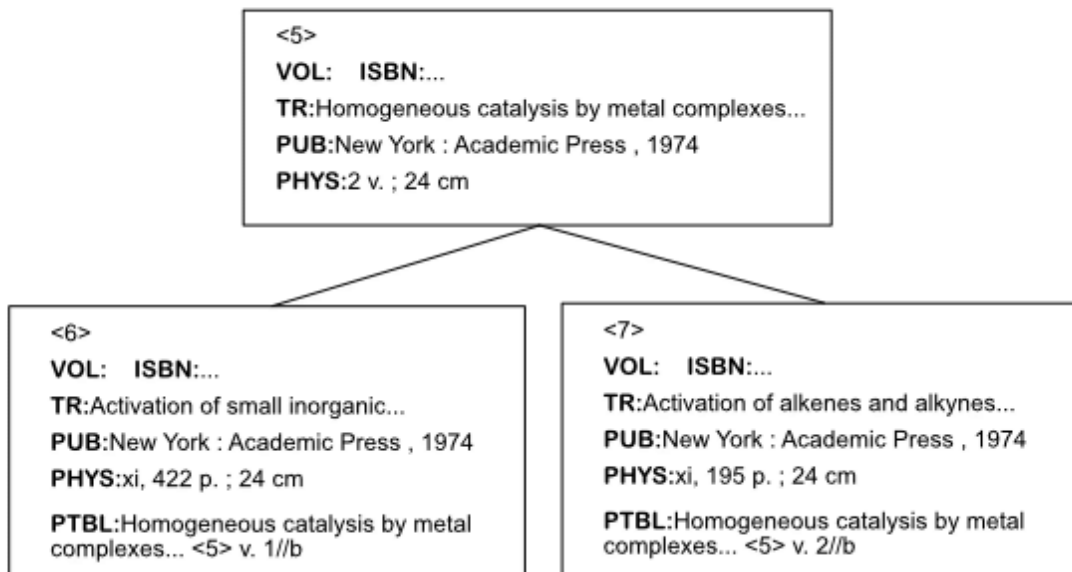 <5>
VOL: ISBN:...
TR:Homogeneous catalysis by metal complexes...
PUB:New York : Academic Press , 1974
PHYS:2 v. ; 24 cm
<6>
VOL: ISBN:...
TR:Activation of small inorganic...
PUB:New York : Academic Press , 1974
PHYS:xi, 422 p. ; 24 cm
PTBL:Homogeneous catalysis by metal
complexes... <5> v. 1//b
<7>
VOL: ISBN:...
TR:Activation of alkenes and alkynes...
PUB:New York : Academic Press , 1974
PHYS:xi, 195 p. ; 24 cm
PTBL:Homogeneous catalysis by metal
complexes... <5> v. 2//b